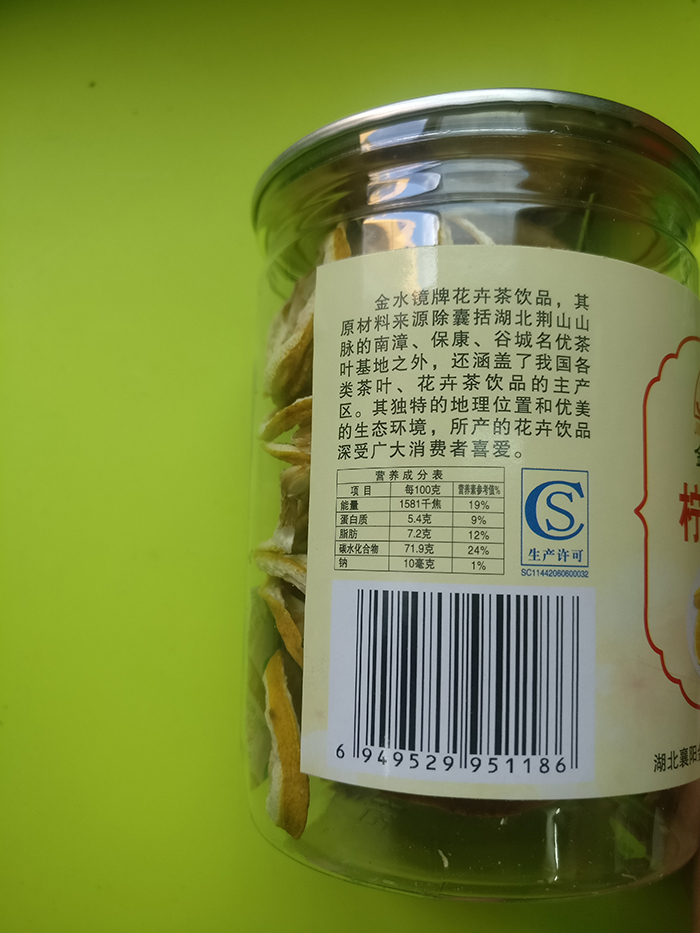 金水镜牌花卉茶饮品，其
原材料来源除囊括湖北荆山山
脉的南漳、保康、谷城名优茶
叶基地之外，还涵盖了我国各
类茶叶、花卉茶饮品的主产
区。其独特的地理位置和优美
的生态环境，所产的花卉饮品
深受广大消费者喜爱。
营养成分表
项目 每100克 营养素参考值%
能量 1581千焦 19%
蛋白质 5.4克 9%
脂肪 7.2克 12%
碳水化合物 71.9克 24%
钠 10毫克 1%
生产许可
SC11442060600032
6 949529 951186
湖北襄阳